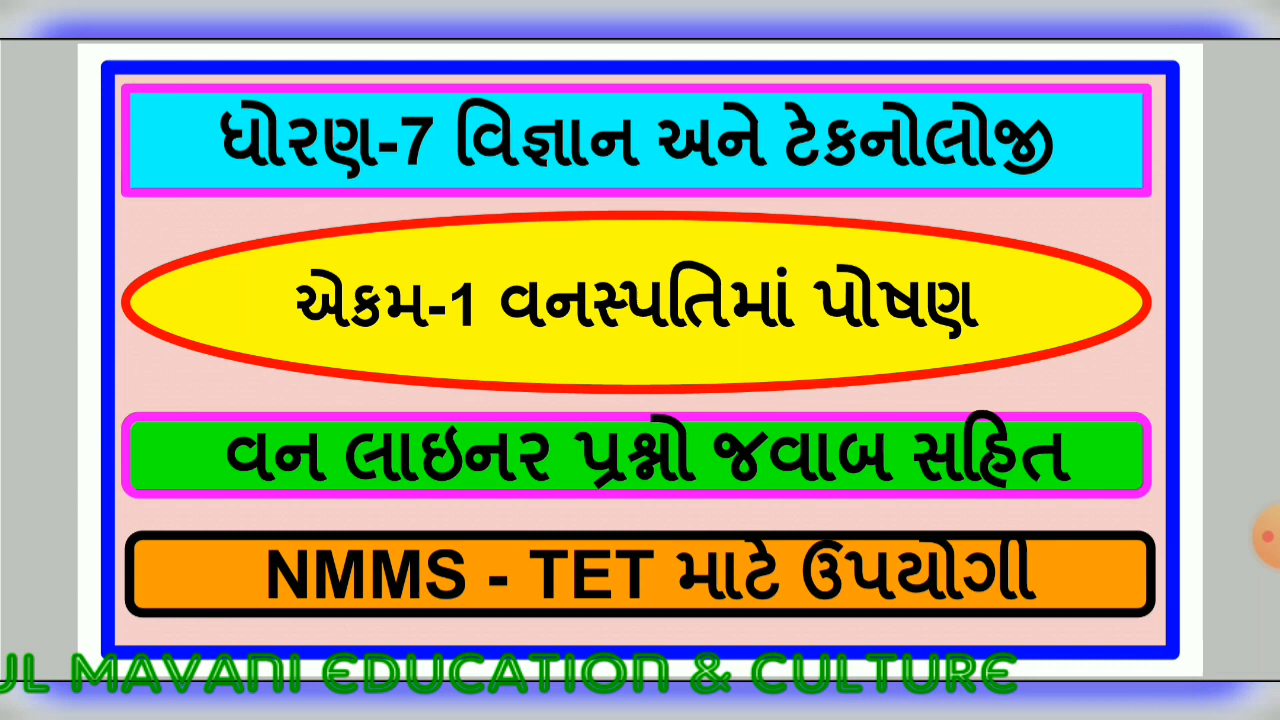 ધોરણ-7 વિજ્ઞાન અને ટેકનોલોજી
એકમ-1 વનસ્પતિમાં પોષણ
વન લાઇનર પ્રશ્નો જવાબ સહિત
NMMS - TET માટે ઉપયોગી
MAVANI EDUCATION & CULTURE